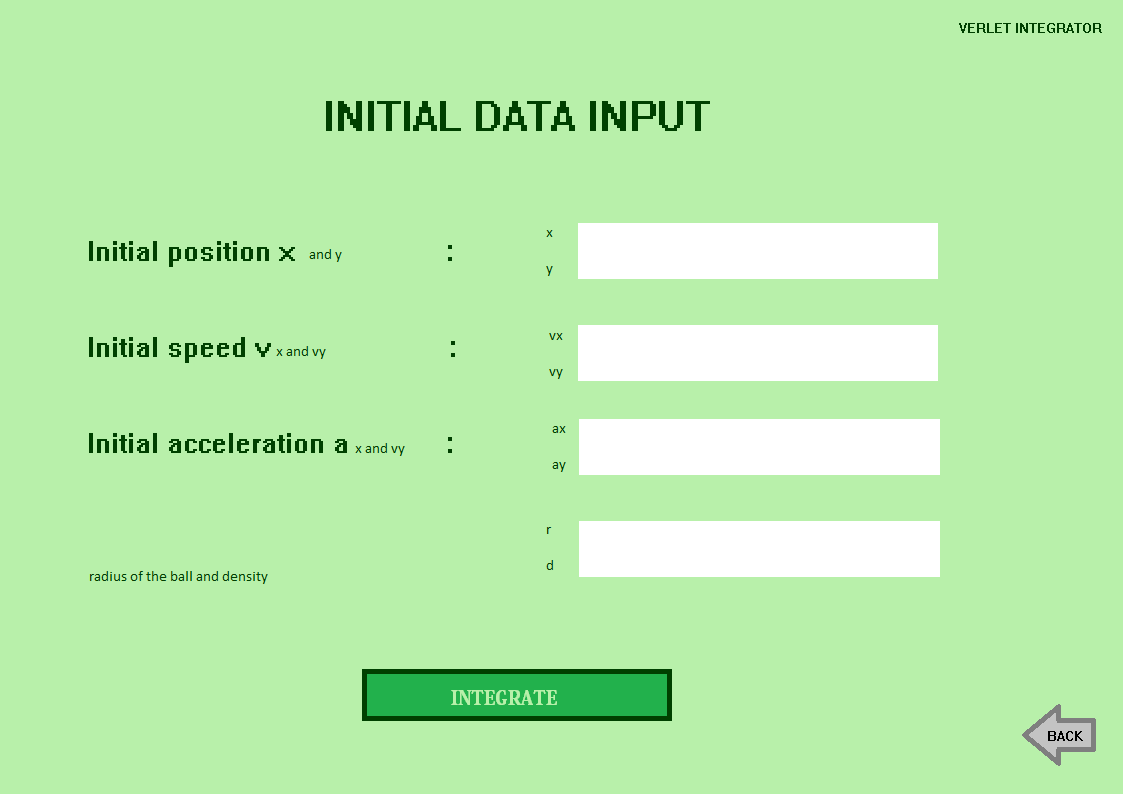 VERLET INTEGRATOR
INITIAL DATA INPUT
Initial position x and y :
x
y
Initial speed v x and vy :
vx
vy
Initial acceleration a x and vy :
ax
ay
r
d
radius of the ball and density
INTEGRATE
BACK